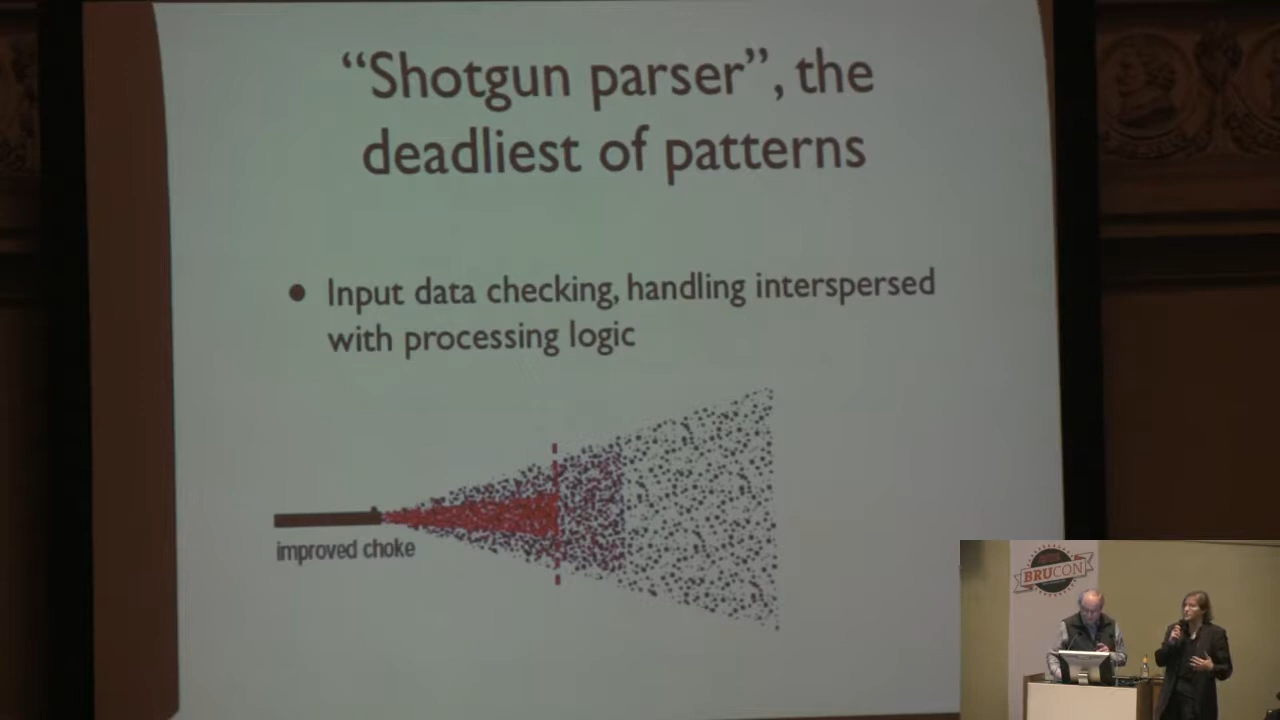 “Shotgun parser”, the
deadliest of patterns
● Input data checking, handling interspersed
with processing logic
improved choke
BRUCON